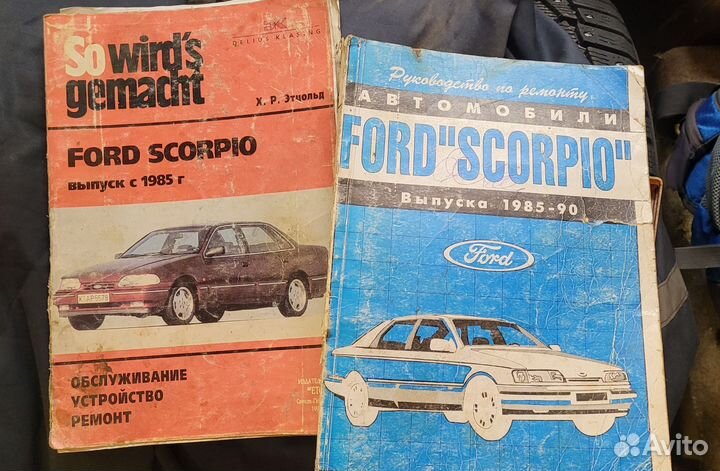 DELIUS KLASING
So wird's
gemacht
Х. Р. Этчольд
FORD SCORPIO
выпуск с 1985 г
ОБСЛУЖИВАНИЕ
УСТРОЙСТВО
РЕМОНТ
Руководство по ремонту
АВТОМОБИЛИ
FORD"SCORPIO"
Выпуска 1985-90
Ford
Avito